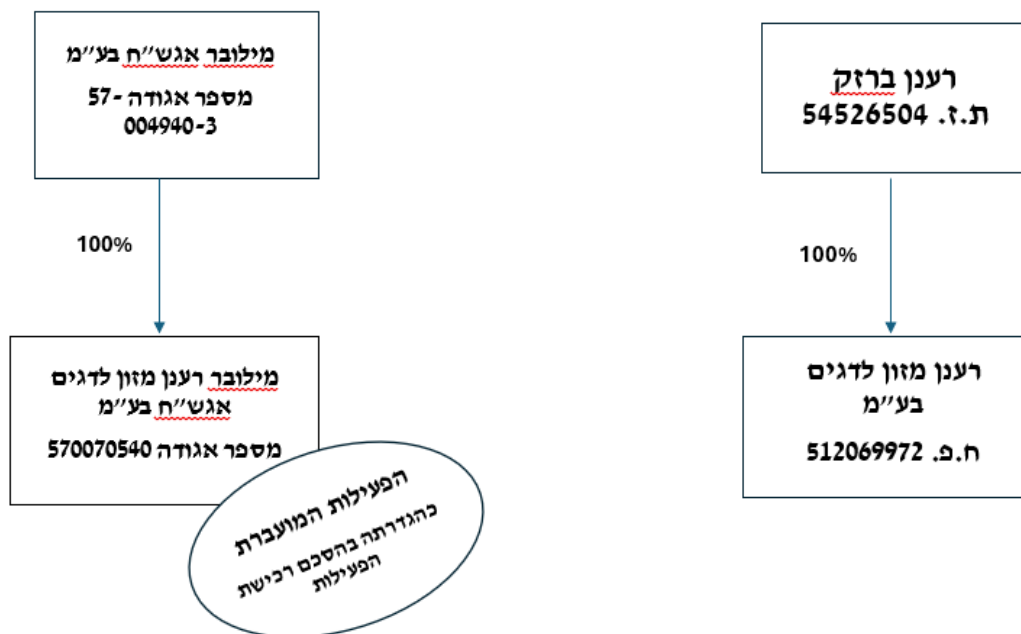 מילובר אגש"ח בע"מ
מספר אגודה 57-
004940-3
100%
מילובר רענן מזון לדגים
אגש"ח בע"מ
מספר אגודה 570070540
הפעילות המועברת
כהגדרתה בהסכם רכישת
הפעילות
רענן ברזק
ת.ז. 54526504
100%
רענן מזון לדגים
בע"מ
ח.פ. 512069972